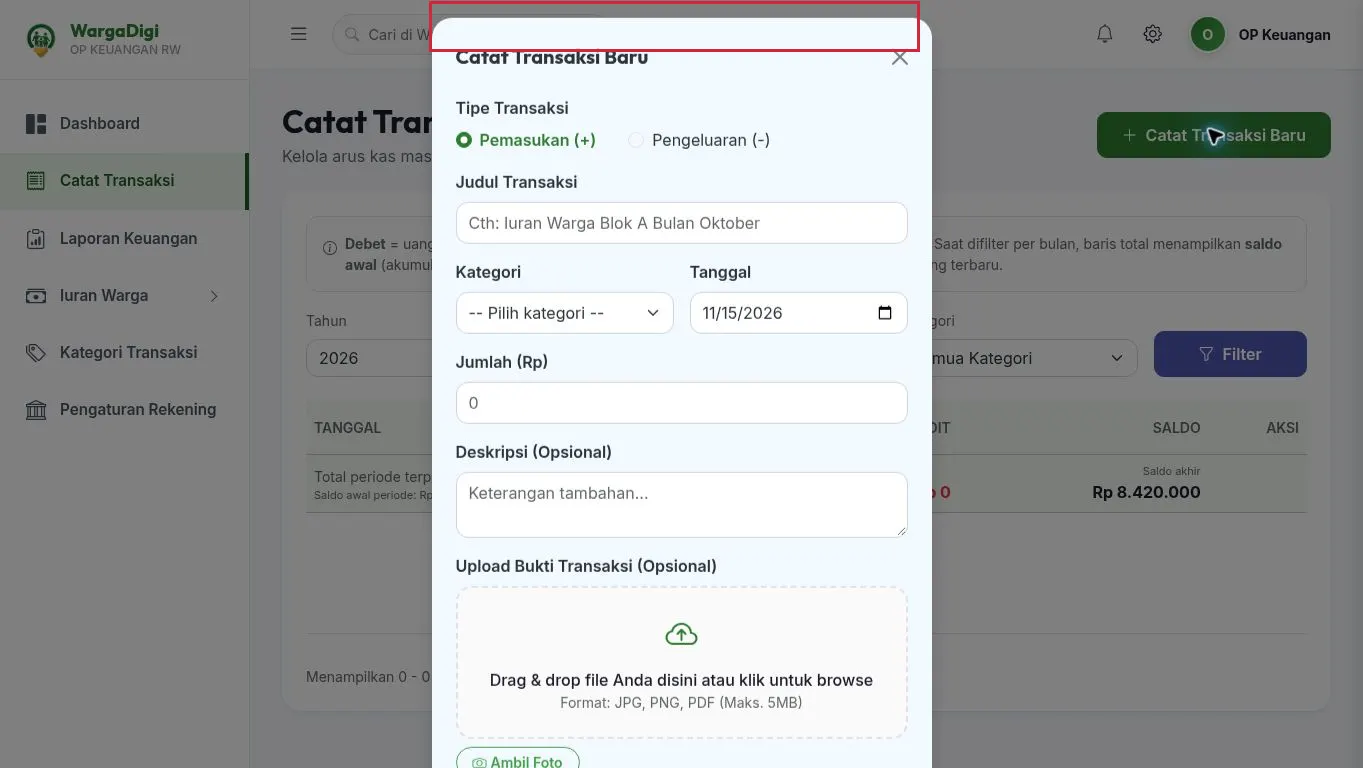 WargaDigi
OP KEUANGAN RW
Cari di W
O
OP Keuangan
Dashboard
Catat Transaksi
Laporan Keuangan
Iuran Warga
Kategori Transaksi
Pengaturan Rekening
Catat Tran
Kelola arus kas mas
Catat Transaksi Baru
Debet = uang
Saat difilter per bulan, baris total menampilkan saldo
awal (akumul
ng terbaru.
Tahun
gori
2026
mua Kategori
Filter
TANGGAL
DIT
SALDO
AKSI
Total periode terp
Saldo awal periode: Rp
p 0
Saldo akhir
Rp 8.420.000
Menampilkan 0 - 0
Catat Transaksi Baru
Tipe Transaksi
Pemasukan (+)
Pengeluaran (-)
Judul Transaksi
Cth: Iuran Warga Blok A Bulan Oktober
Kategori
Tanggal
-- Pilih kategori --
11/15/2026
Jumlah (Rp)
0
Deskripsi (Opsional)
Keterangan tambahan...
Upload Bukti Transaksi (Opsional)
Drag & drop file Anda disini atau klik untuk browse
Format: JPG, PNG, PDF (Maks. 5MB)
Ambil Foto